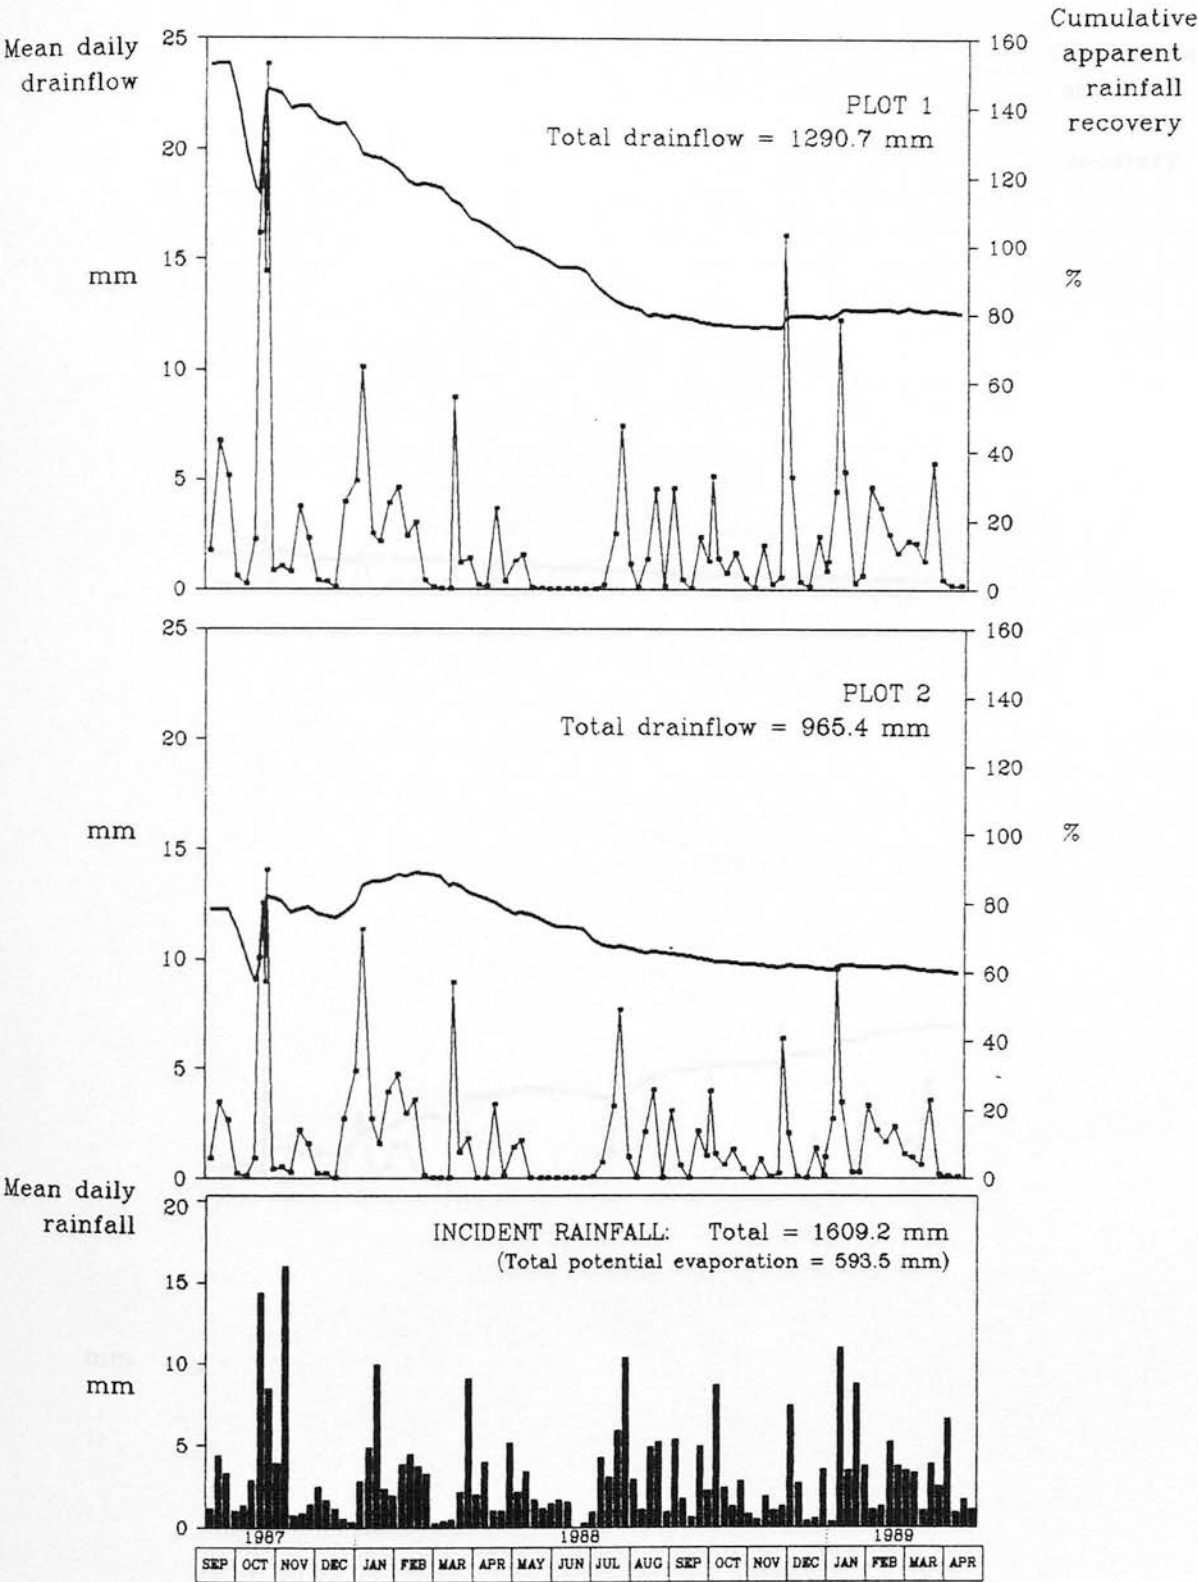 Mean daily
drainflow
Cumulative
apparent
rainfall
recovery
PLOT 1
Total drainflow = 1290.7 mm
mm
%
25
20
15
10
5
0
160
140
120
100
80
60
40
20
0
PLOT 2
Total drainflow = 965.4 mm
mm
%
25
20
15
10
5
0
160
140
120
100
80
60
40
20
0
Mean daily
rainfall
INCIDENT RAINFALL: Total = 1609.2 mm
(Total potential evaporation = 593.5 mm)
mm
20
15
10
5
0
1987 1988 1989
SEP OCT NOV DEC JAN FEB MAR APR MAY JUN JUL AUG SEP OCT NOV DEC JAN FEB MAR APR